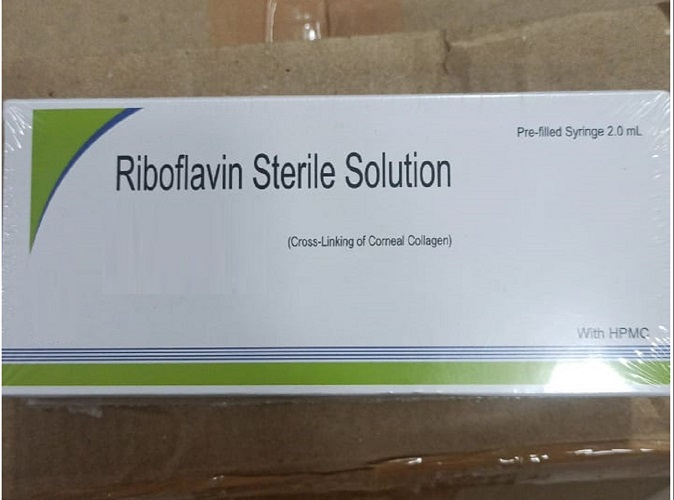 Pre-filled Syringe 2.0 mL
Riboflavin Sterile Solution
(Cross-Linking of Corneal Collagen)
With HPMC